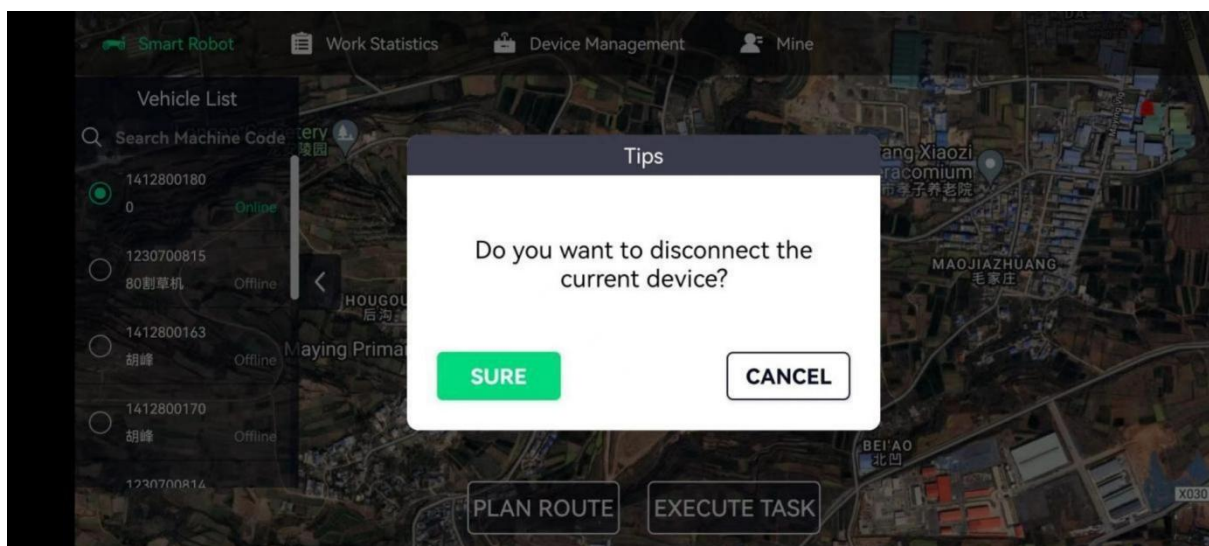 Smart Robot
Work Statistics
Device Management
Mine
Vehicle List
Search Machine Code
1412800180
0
Online
1230700815
80割草机
Offline
1412800163
胡峰
Offline
1412800170
胡峰
Offline
1230700814
Tips
Do you want to disconnect the
current device?
SURE
CANCEL
PLAN ROUTE
EXECUTE TASK
陵园
HOUGOU
后沟
Maying Primar
ang Xiaozi
市孝子养老院
MAOJIAZHUANG
毛家庄
BEI'AO
北凹
X030